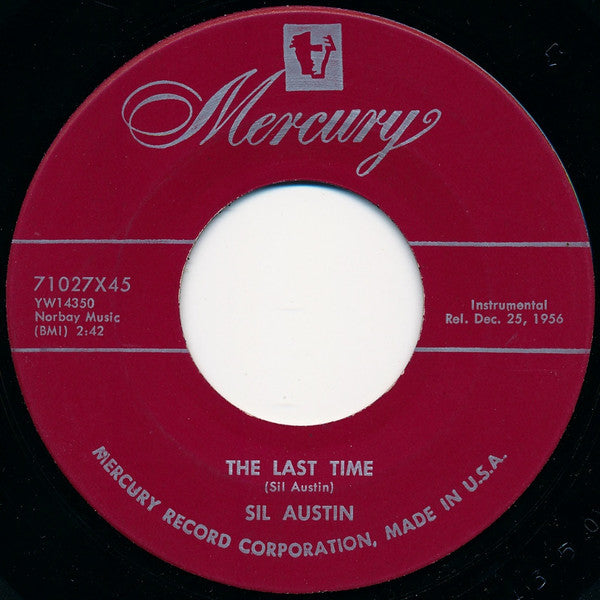 Mercury
71027X45
YW14350
Norbay Music
(BMI) 2:42
Instrumental
Rel. Dec. 25, 1956
THE LAST TIME
(Sil Austin)
SIL AUSTIN
MERCURY RECORD CORPORATION, MADE IN U.S.A.